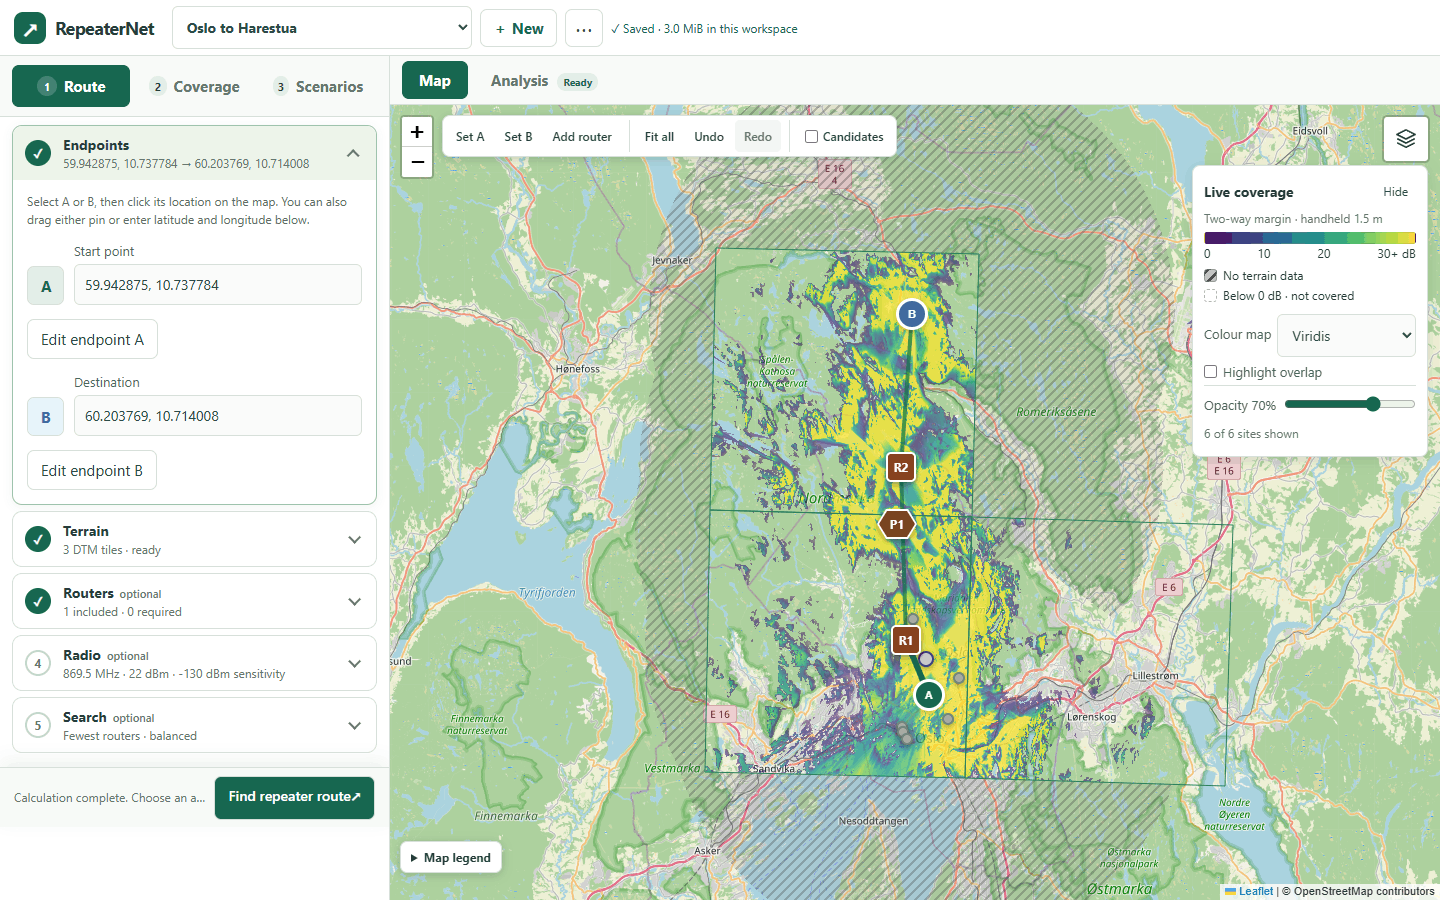 RepeaterNet
Oslo to Harestua
+ New
...
✓ Saved · 3.0 MiB in this workspace
1 Route
2 Coverage
3 Scenarios
Map
Analysis Ready
Endpoints
59.942875, 10.737784 → 60.203769, 10.714008
Select A or B, then click its location on the map. You can also
drag either pin or enter latitude and longitude below.
Start point
A
59.942875, 10.737784
Edit endpoint A
Destination
B
60.203769, 10.714008
Edit endpoint B
Terrain
3 DTM tiles · ready
Routers optional
1 included · 0 required
4
Radio optional
869.5 MHz · 22 dBm · -130 dBm sensitivity
5
Search optional
Fewest routers · balanced
Calculation complete. Choose an a...
Find repeater route↗
+
−
Set A
Set B
Add router
Fit all
Undo
Redo
Candidates
Live coverage
Hide
Two-way margin · handheld 1.5 m
0 10 20 30+ dB
No terrain data
Below 0 dB · not covered
Colour map
Viridis
Highlight overlap
Opacity 70%
6 of 6 sites shown
Eidsvoll
E 16
4
Jevnaker
B
Hønefoss
Spålen-
Katnosa
naturreservat
Romeriksåsene
E 6
E 16
R2
P1
E 6
Tyrifjorden
R1
A
Lillestrøm
Lørenskog
E 16
Finnemarka
naturreservat
Vestmarka
Sandvika
Finnemarka
Nesoddtangen
Asker
Nordre
Øyeren
naturreservat
Østmarka
nasjonalpark
Østmarka
▶ Map legend
Leaflet | © OpenStreetMap contributors